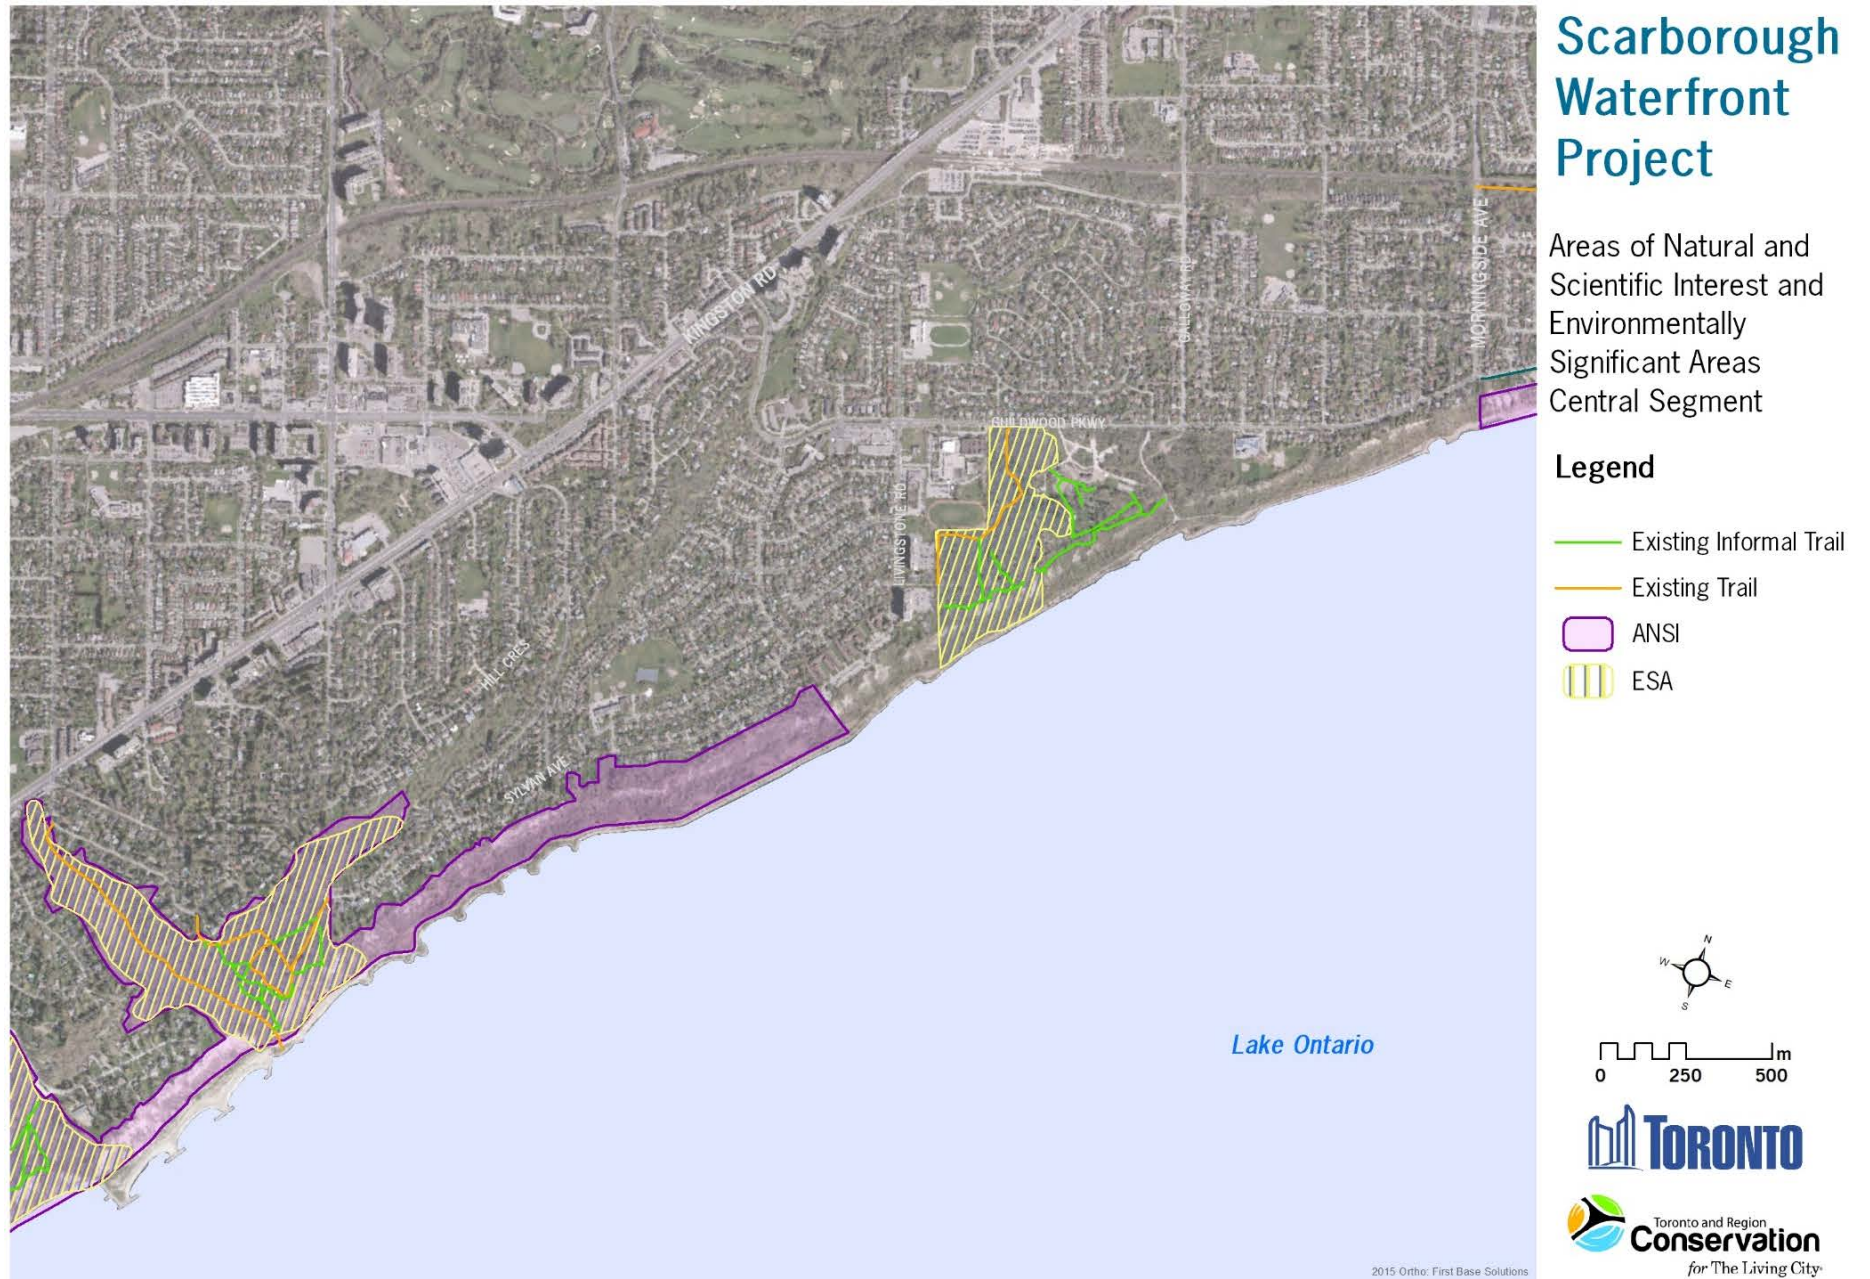 Scarborough
Waterfront
Project
Areas of Natural and
Scientific Interest and
Environmentally
Significant Areas
Central Segment
Legend
Existing Informal Trail
Existing Trail
ANSI
ESA
KINGSTON RD
GUILDWOOD PKWY
GALLOWAY RD
MORNINGSIDE AVE
LIVINGSTONE RD
HILL CRES
SYLVAN AVE
Lake Ontario
N
W
E
S
m
0 250 500
TORONTO
Toronto and Region
Conservation
for The Living City
2015 Ortho: First Base Solutions